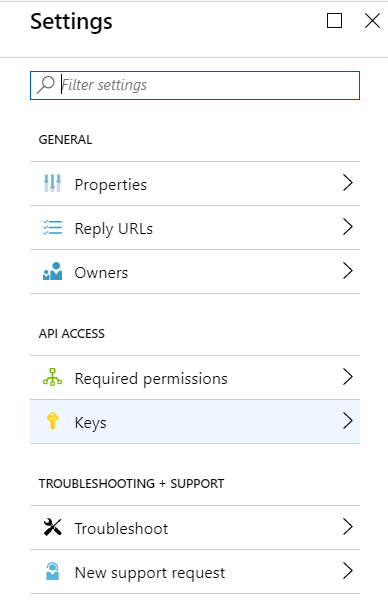 Settings
Filter settings
GENERAL
Properties
Reply URLs
Owners
API ACCESS
Required permissions
Keys
TROUBLESHOOTING + SUPPORT
Troubleshoot
New support request